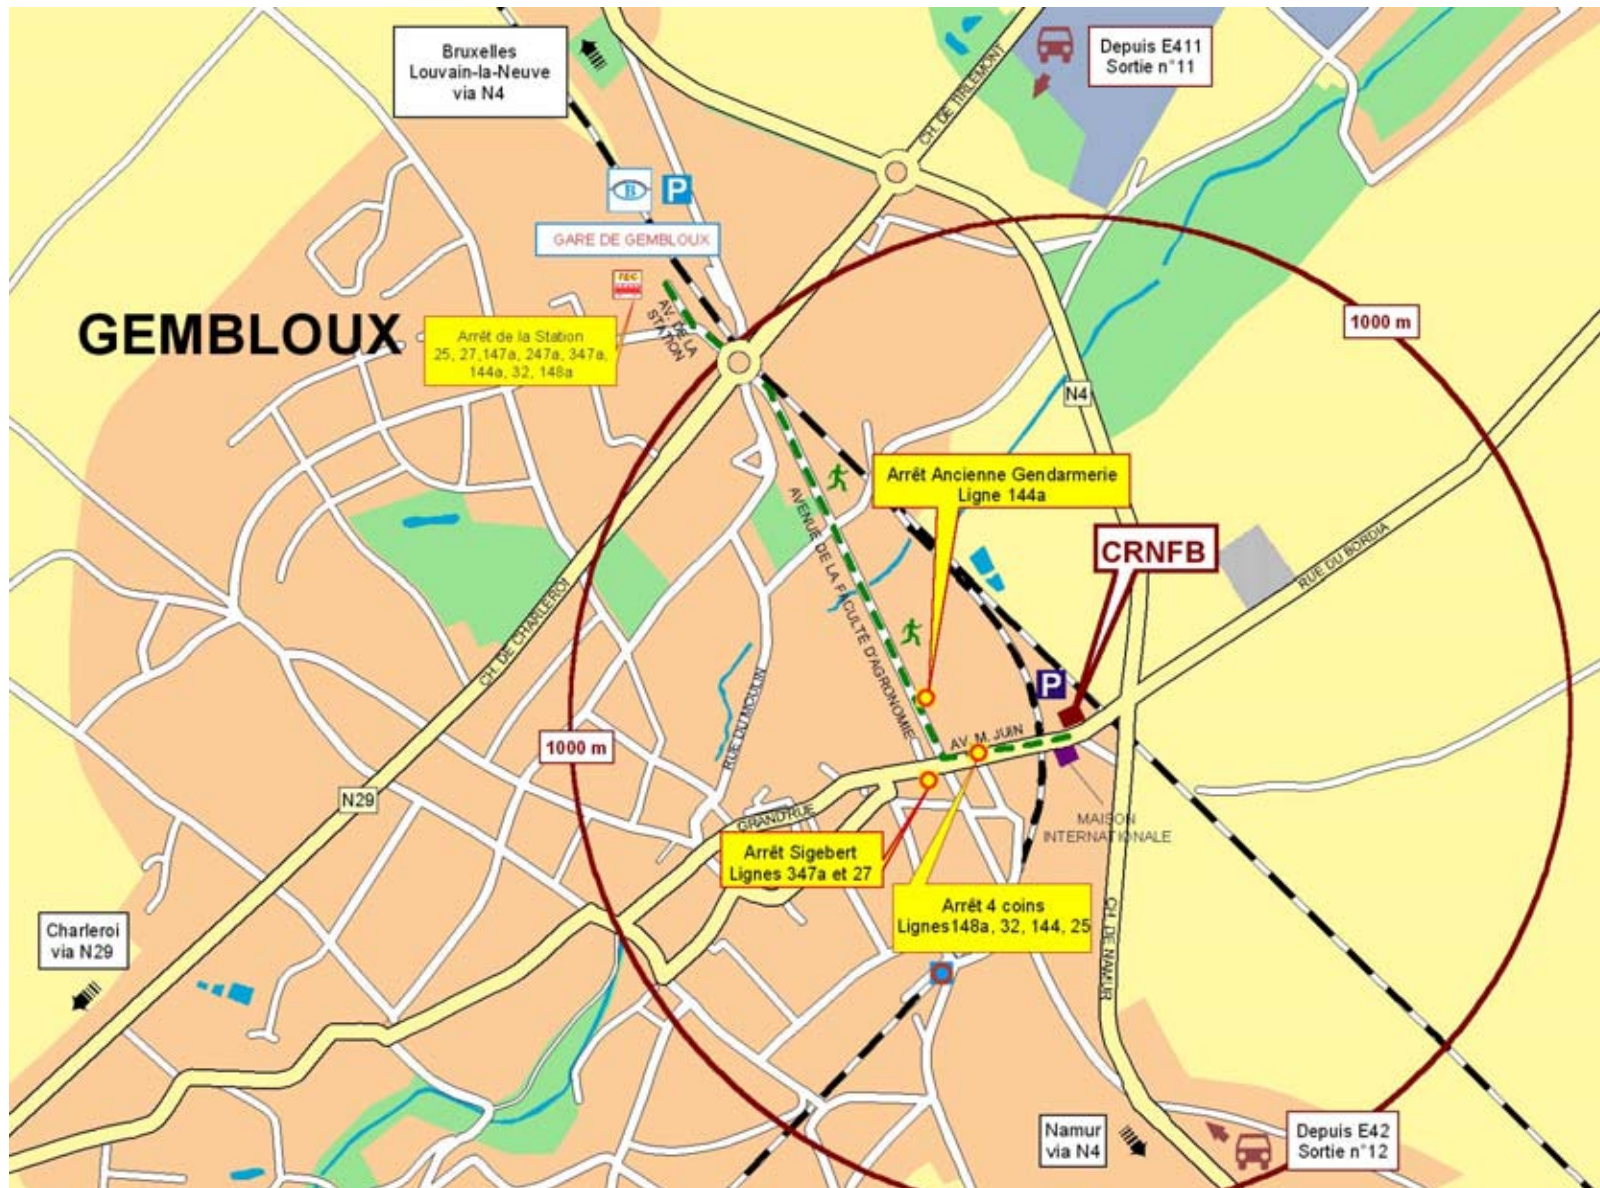 Bruxelles
Louvain-la-Neuve
via N4
Depuis E411
Sortie n°11
CH. DE TIRLEMONT
B
P
GARE DE GEMBLOUX
TEC
AV. DE LA
STATION
GEMBLOUX
Arrêt de la Station
25, 27,147a, 247a, 347a,
144a, 32, 148a
1000 m
N4
Arrêt Ancienne Gendarmerie
Ligne 144a
AVENUE DE LA FACULTÉ D'AGRONOMIE
CRNFB
RUE DU BORDIA
CH. DE CHARLEROI
RUE DU MOULIN
P
AV. M. JUIN
1000 m
N29
GRAND'RUE
MAISON
INTERNATIONALE
Arrêt Sigebert
Lignes 347a et 27
Arrêt 4 coins
Lignes148a, 32, 144, 25
CH. DE NAMUR
Charleroi
via N29
Namur
via N4
Depuis E42
Sortie n°12